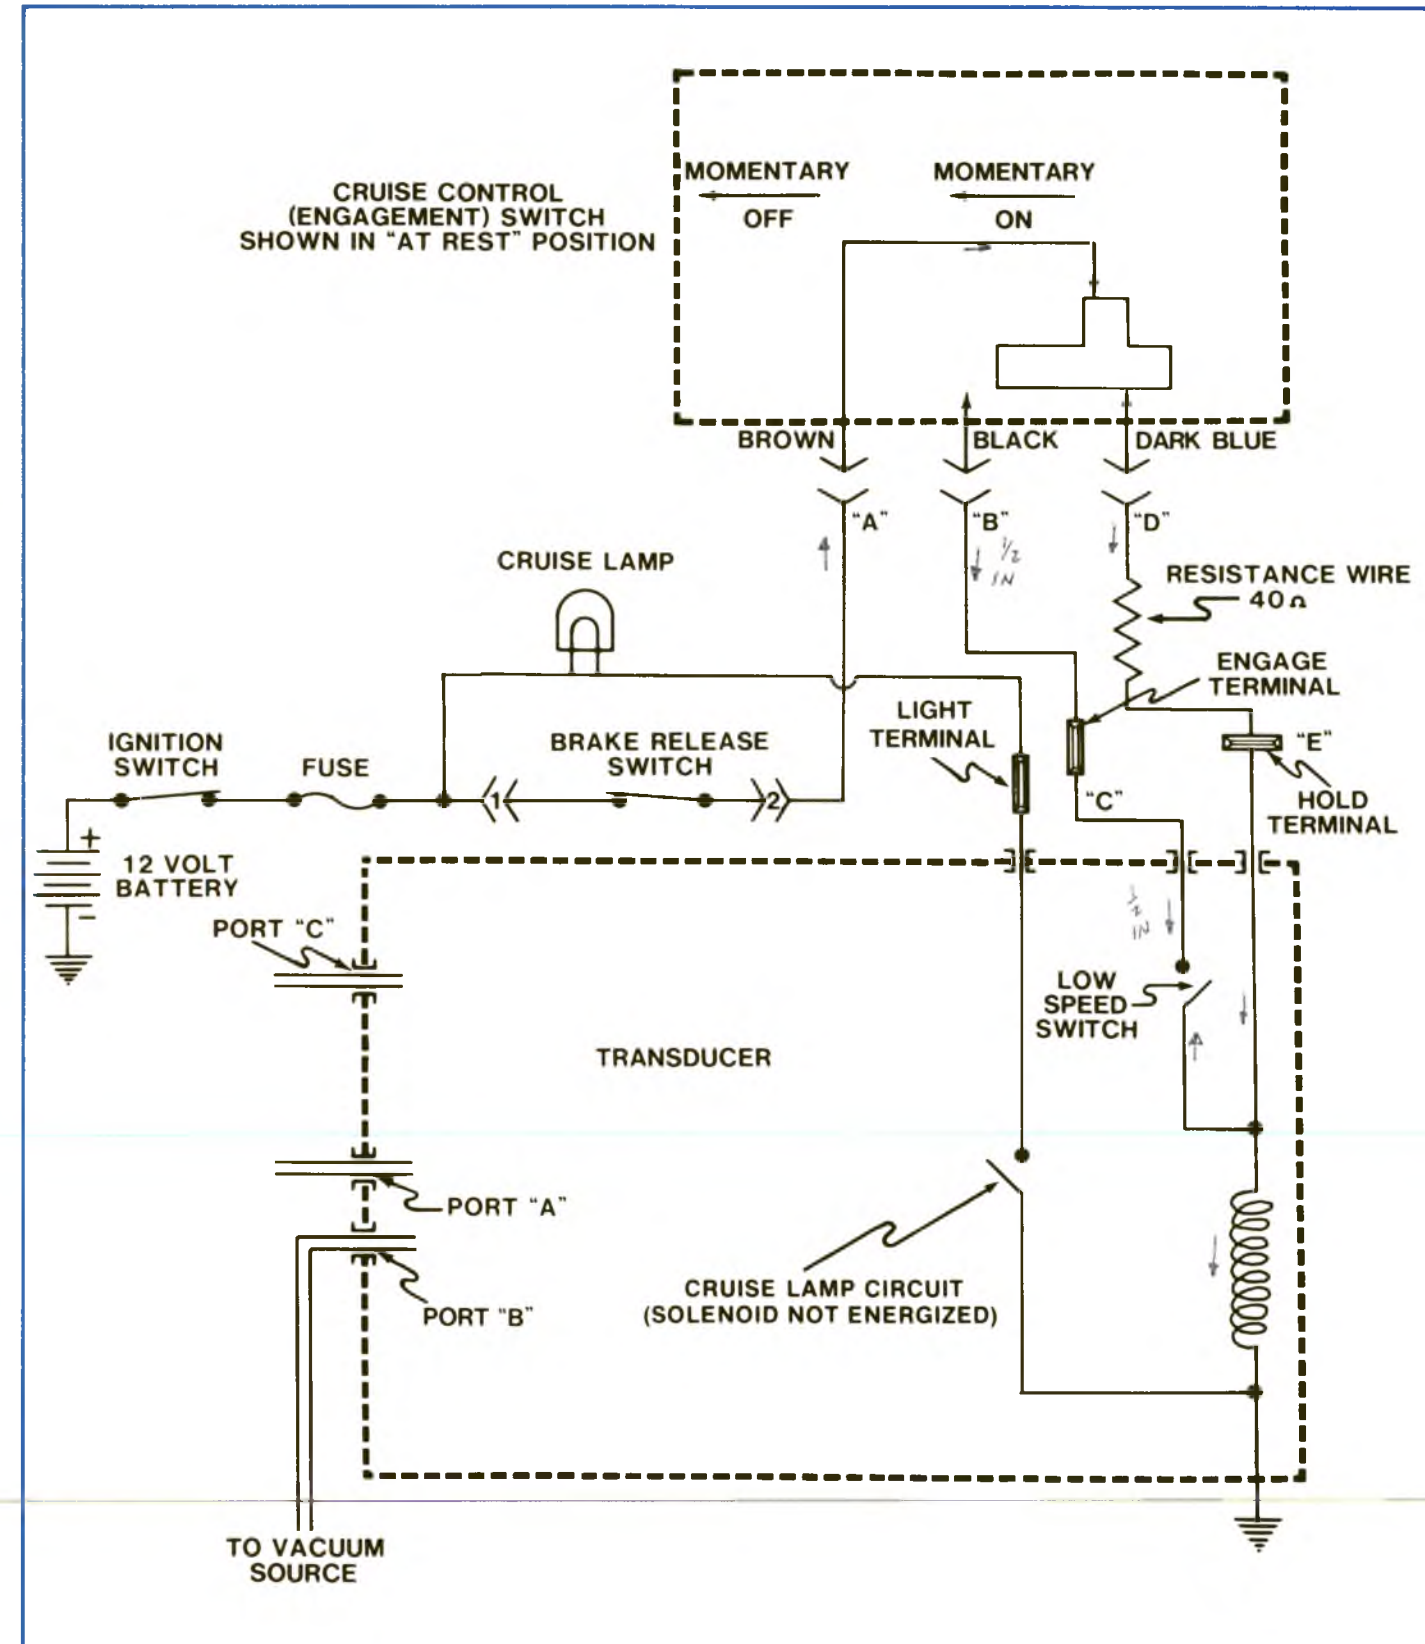 MOMENTARY
OFF
MOMENTARY
ON
CRUISE CONTROL
(ENGAGEMENT) SWITCH
SHOWN IN "AT REST" POSITION
BROWN
BLACK
DARK BLUE
"A"
"B"
"D"
1/2
IN
CRUISE LAMP
RESISTANCE WIRE
40Ω
ENGAGE
TERMINAL
LIGHT
TERMINAL
IGNITION
SWITCH
FUSE
BRAKE RELEASE
SWITCH
"E"
1
2
"C"
HOLD
TERMINAL
+
12 VOLT
BATTERY
−
PORT "C"
1/2
IN
LOW
SPEED
SWITCH
TRANSDUCER
PORT "A"
CRUISE LAMP CIRCUIT
(SOLENOID NOT ENERGIZED)
PORT "B"
TO VACUUM
SOURCE